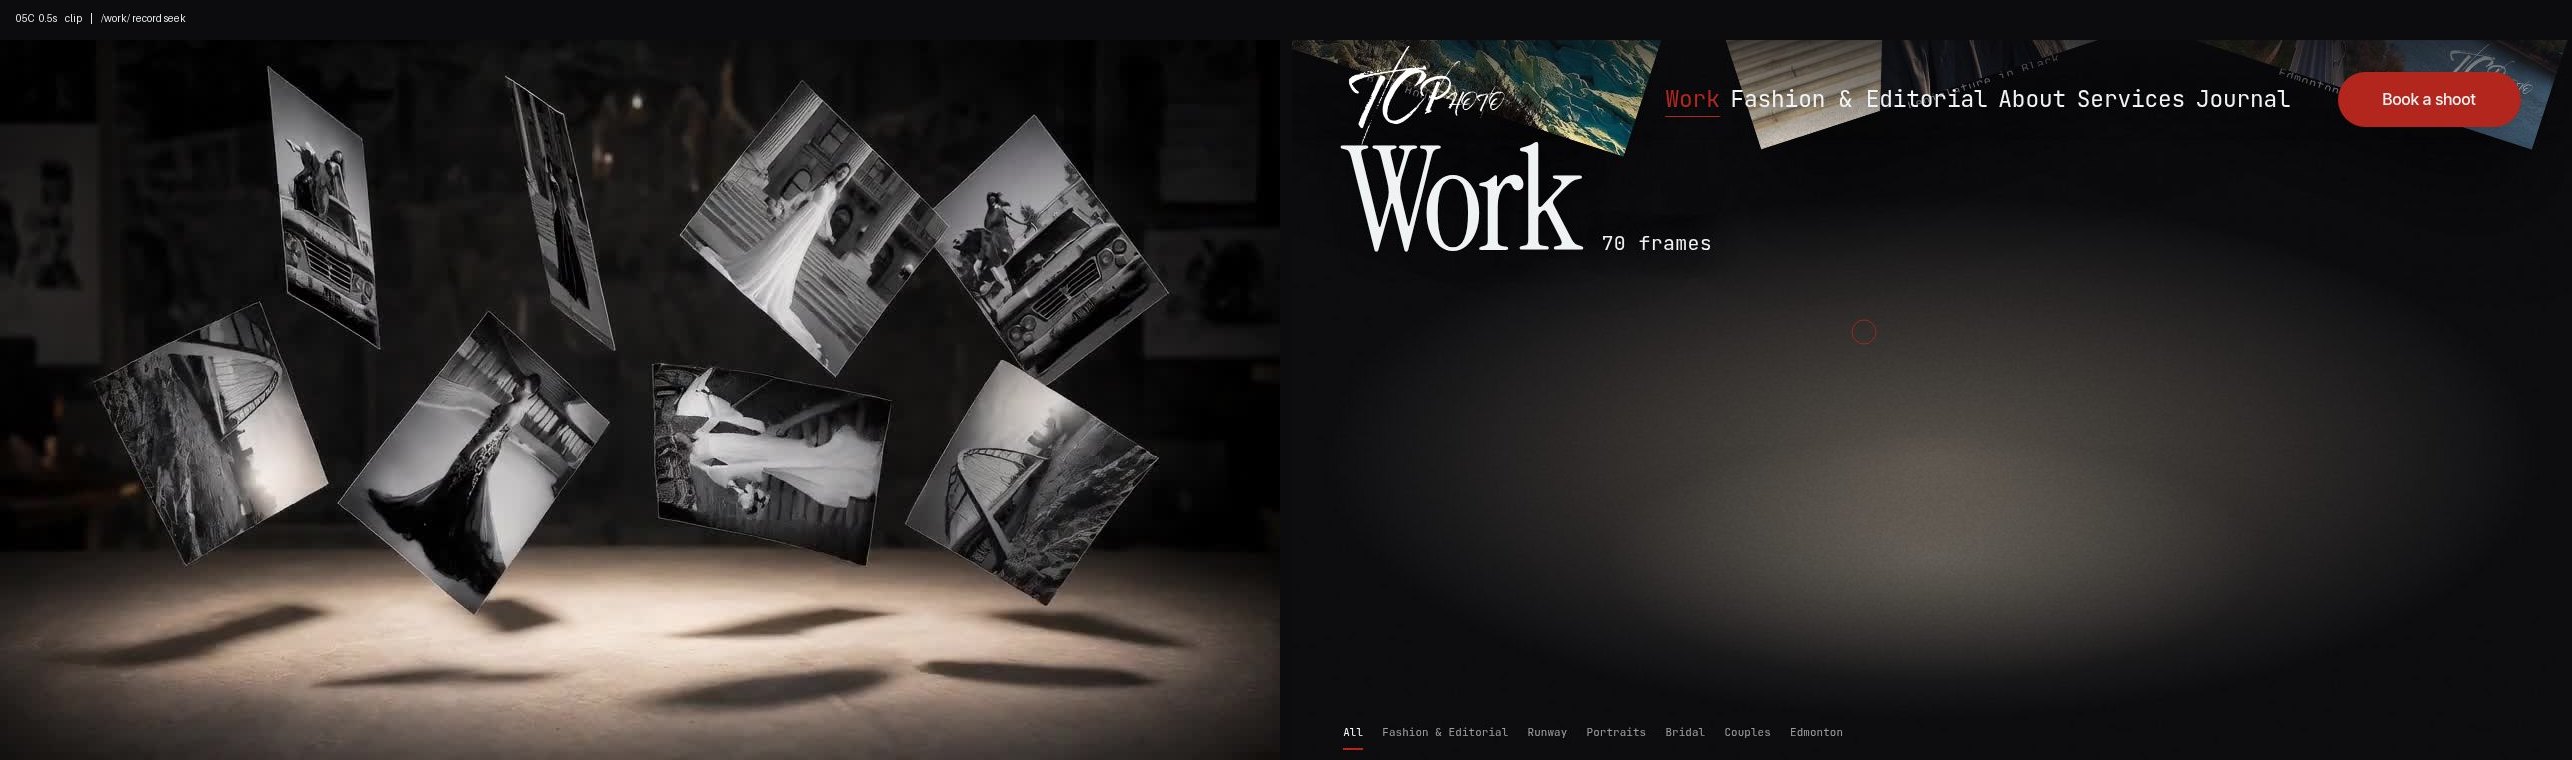 05C 0.5s clip | /work/ record seek
TCPHOTO
Work Fashion & Editorial About Services Journal
Book a shoot
Work
70 frames
All Fashion & Editorial Runway Portraits Bridal Couples Edmonton